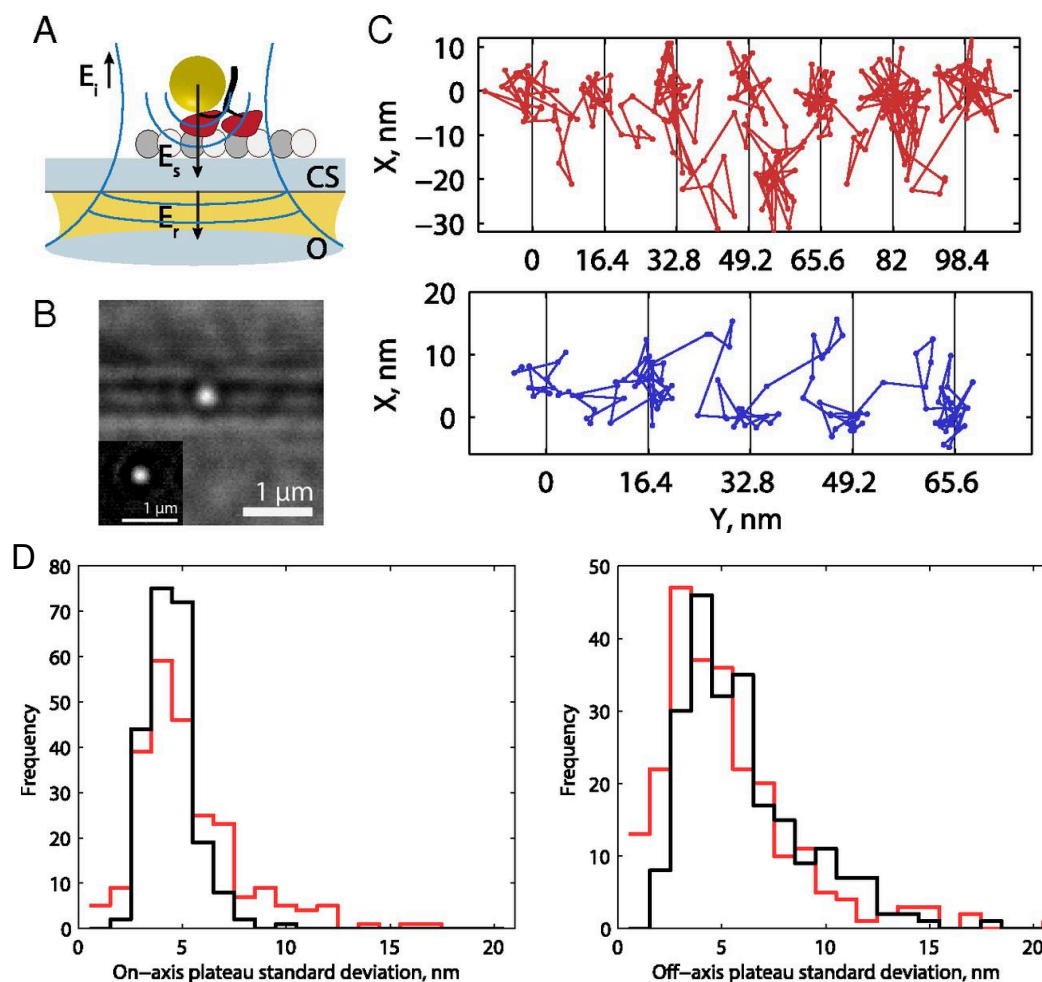 A
E_i
E_s
CS
E_r
O
B
1 µm
1 µm
C
X, nm
10
0
−10
−20
−30
0 16.4 32.8 49.2 65.6 82 98.4
X, nm
20
10
0
0 16.4 32.8 49.2 65.6
Y, nm
D
Frequency
80
70
60
50
40
30
20
10
0
0 5 10 15 20
On−axis plateau standard deviation, nm
Frequency
50
40
30
20
10
0
0 5 10 15 20
Off−axis plateau standard deviation, nm